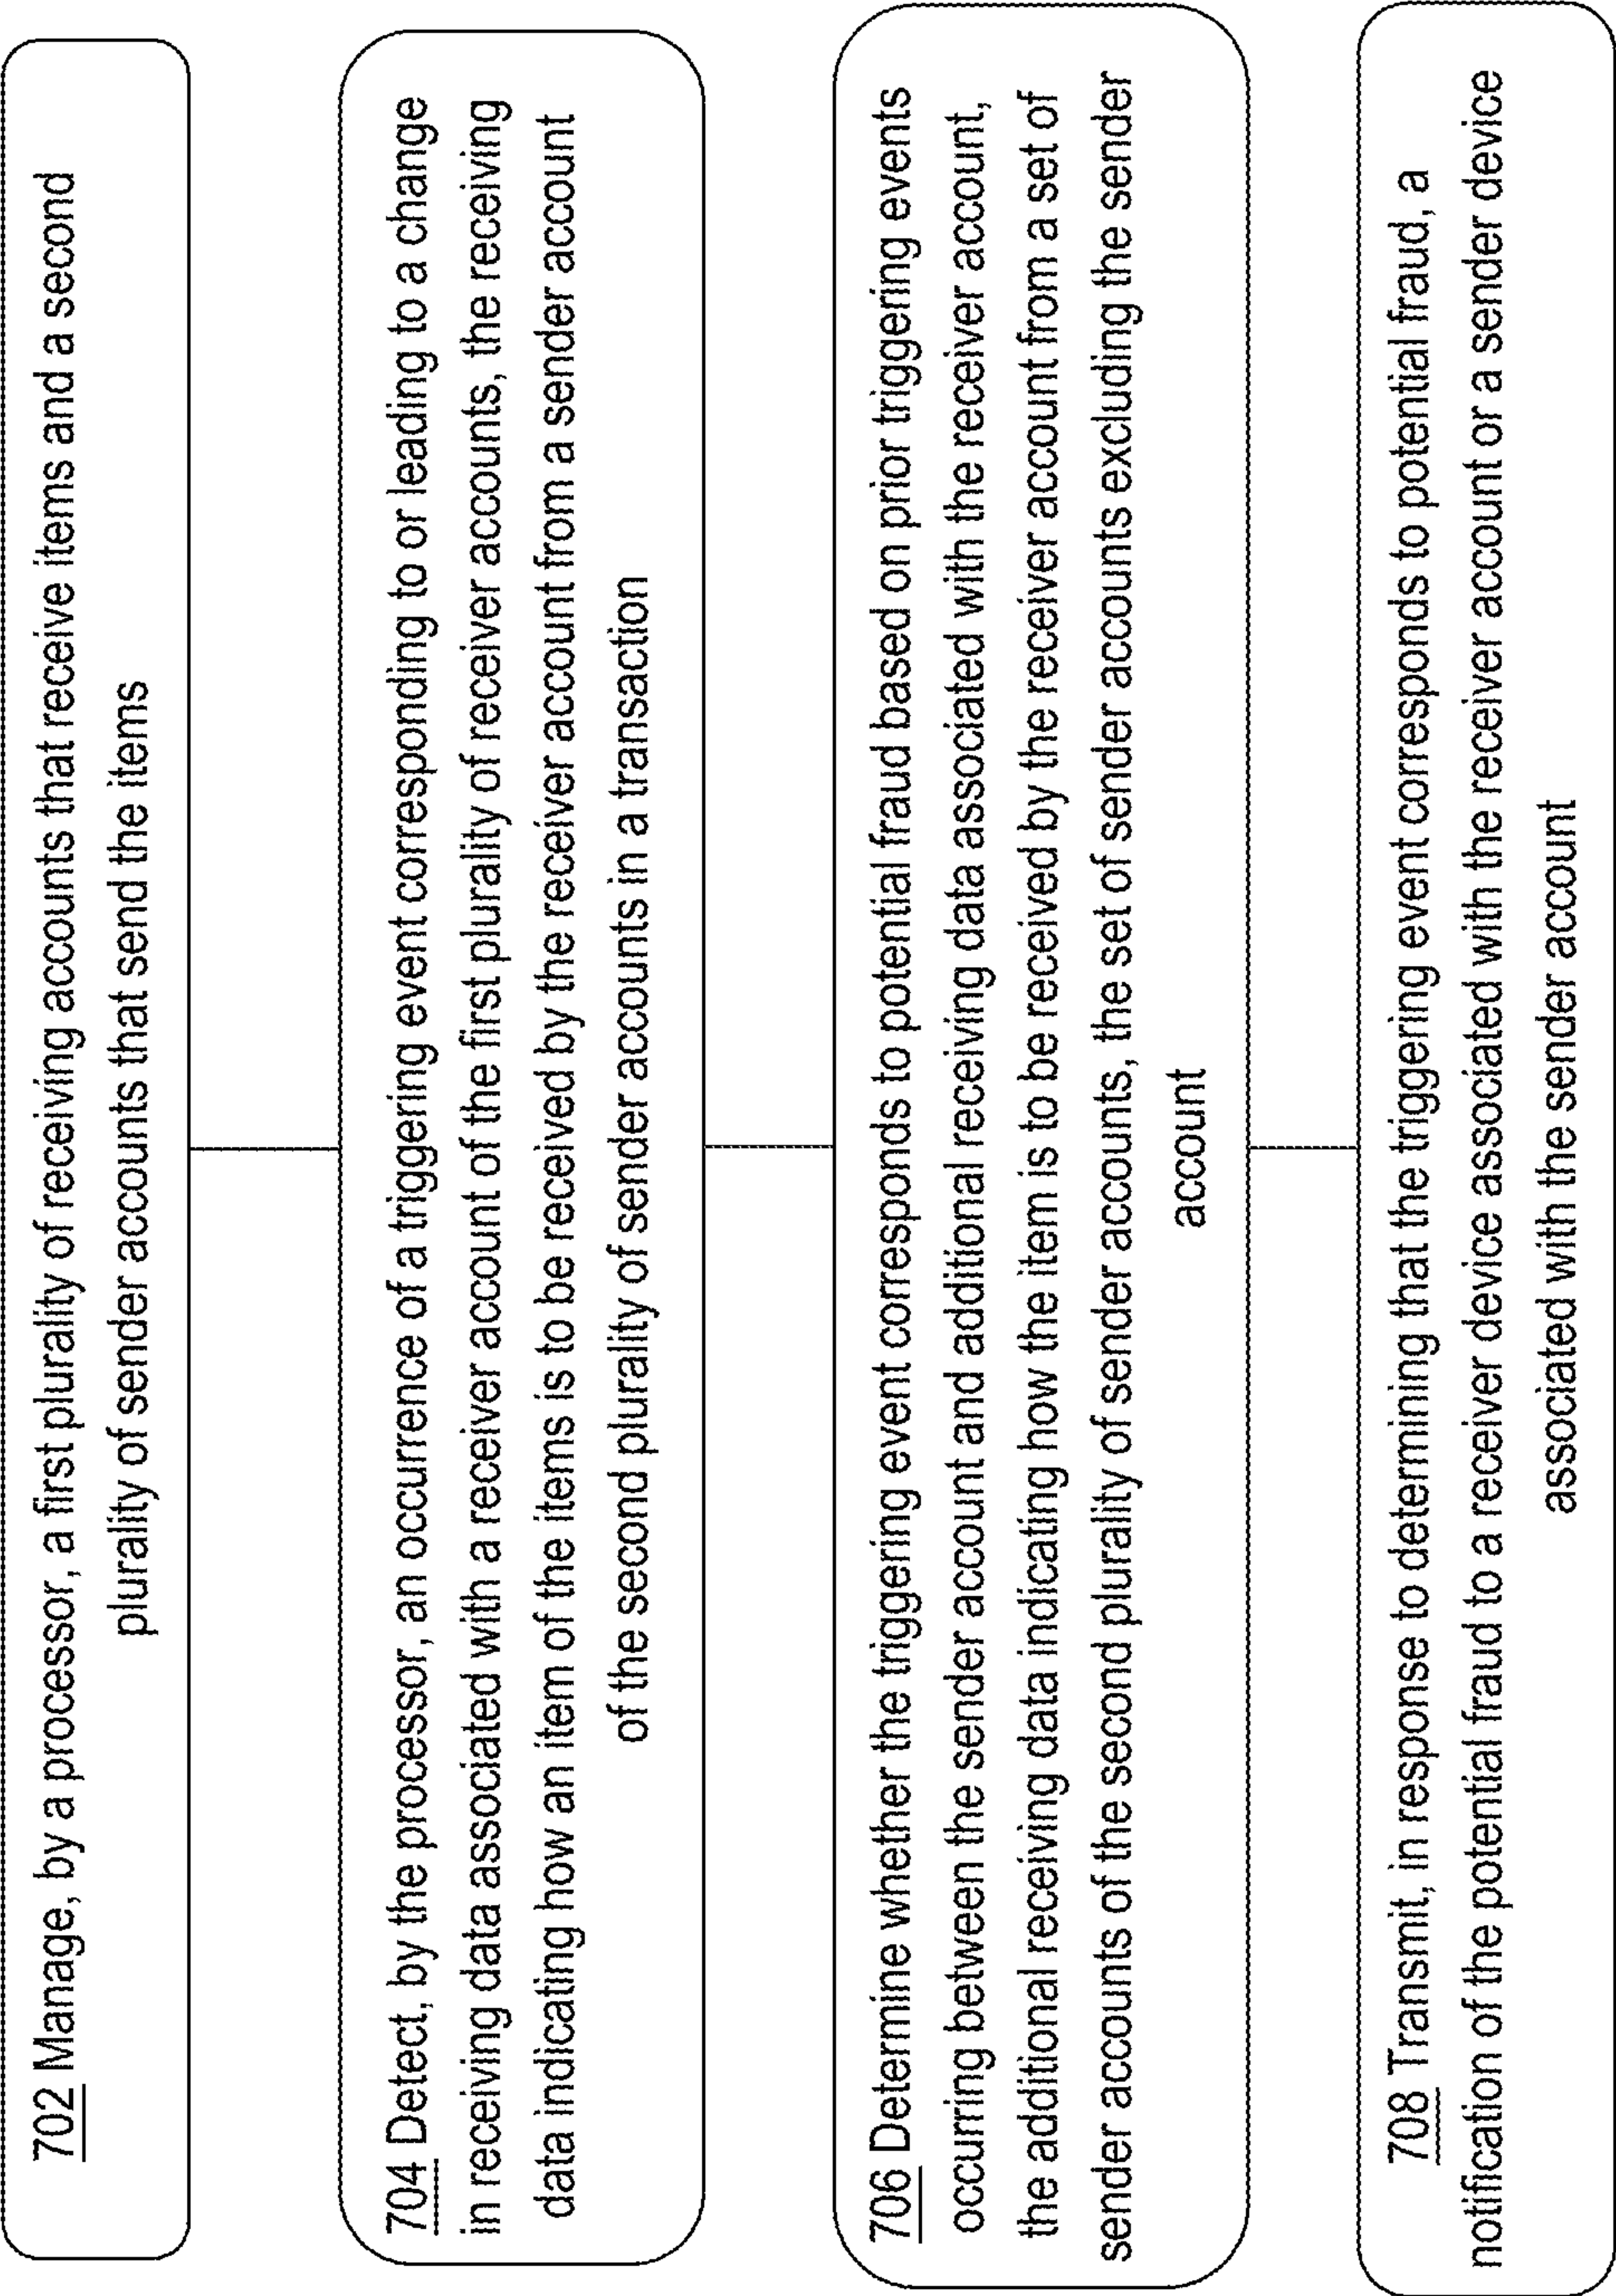 702 Manage, by a processor, a first plurality of receiving accounts that receive items and a second
plurality of sender accounts that send the items
704 Detect, by the processor, an occurrence of a triggering event corresponding to or leading to a change
in receiving data associated with a receiver account of the first plurality of receiver accounts, the receiving
data indicating how an item of the items is to be received by the receiver account from a sender account
of the second plurality of sender accounts in a transaction
706 Determine whether the triggering event corresponds to potential fraud based on prior triggering events
occurring between the sender account and additional receiving data associated with the receiver account,
the additional receiving data indicating how the item is to be received by the receiver account from a set of
sender accounts of the second plurality of sender accounts, the set of sender accounts excluding the sender
account
708 Transmit, in response to determining that the triggering event corresponds to potential fraud, a
notification of the potential fraud to a receiver device associated with the receiver account or a sender device
associated with the sender account